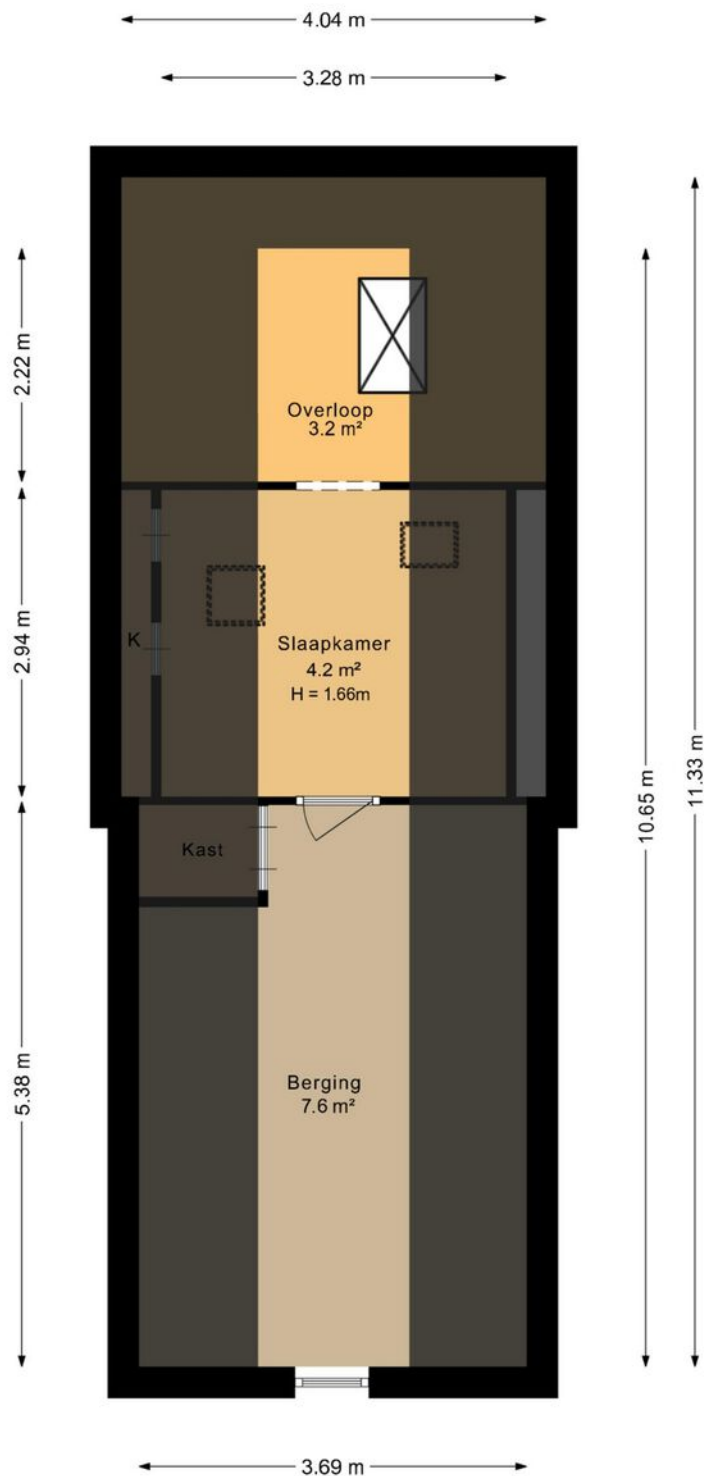 4.04 m
3.28 m
2.22 m
Overloop
3.2 m²
2.94 m
K
Slaapkamer
4.2 m²
H = 1.66m
10.65 m
11.33 m
Kast
5.38 m
Berging
7.6 m²
3.69 m